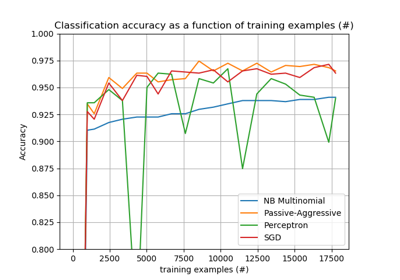 Classification accuracy as a function of training examples (#)
1.000
0.975
0.950
0.925
0.900
0.875
0.850
0.825
0.800
Accuracy
NB Multinomial
Passive-Aggressive
Perceptron
SGD
0 2500 5000 7500 10000 12500 15000 17500
training examples (#)